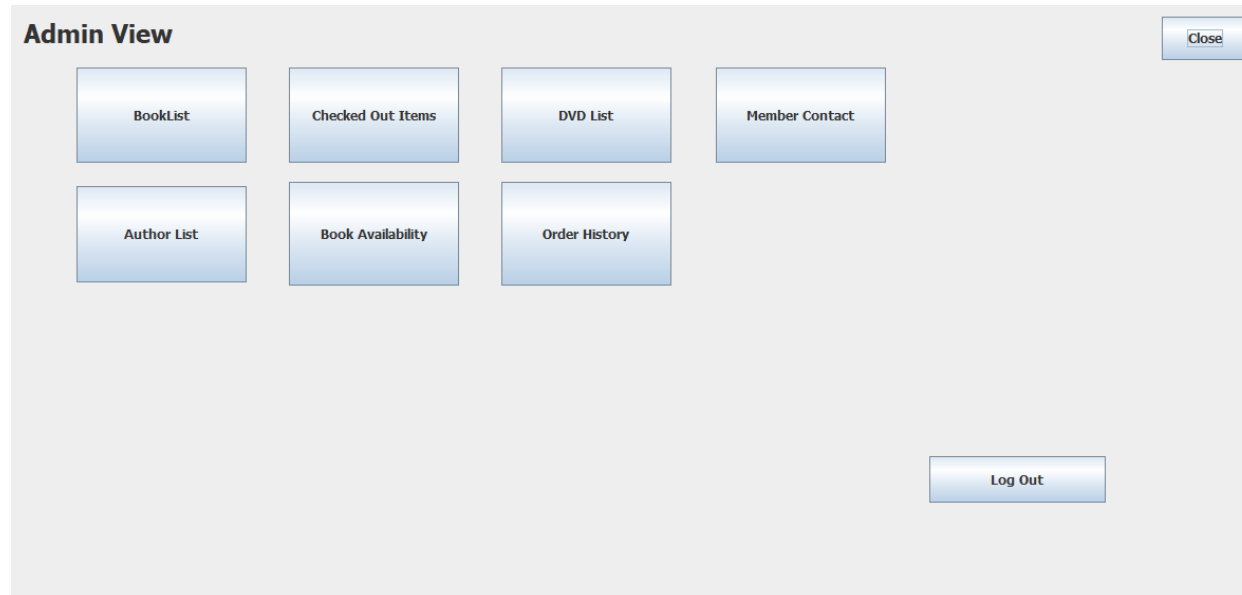 Admin View
Close
BookList
Checked Out Items
DVD List
Member Contact
Author List
Book Availability
Order History
Log Out